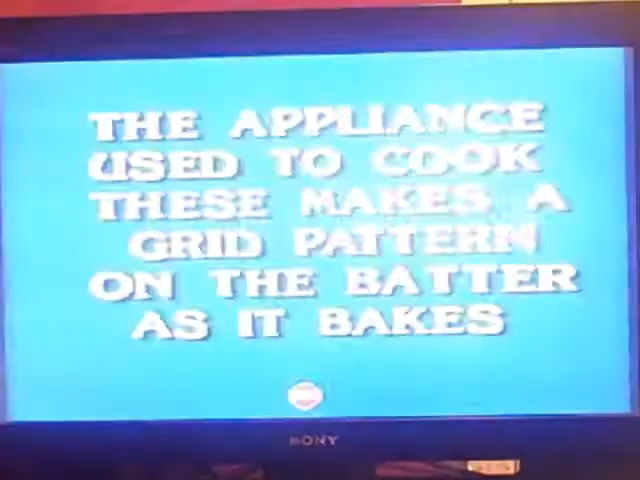 THE APPLIANCE
USED TO COOK
THESE MAKES A
GRID PATTERN
ON THE BATTER
AS IT BAKES
SONY